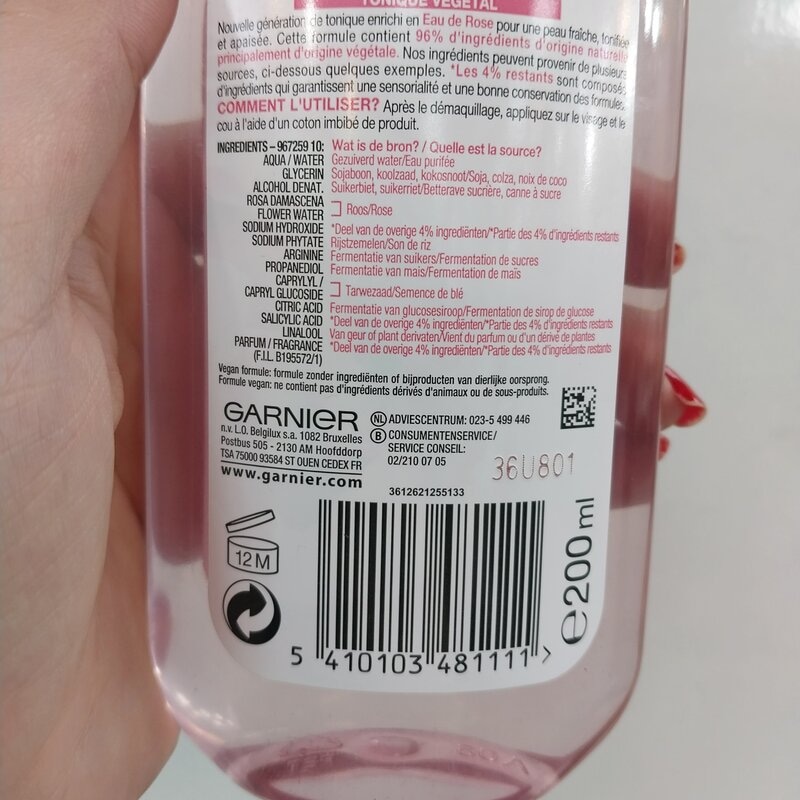 TONIQUE VÉGÉTAL
Nouvelle génération de tonique enrichi en Eau de Rose pour une peau fraîche, tonifiée
et apaisée. Cette formule contient 96% d'ingrédients d'origine naturelle
principalement d'origine végétale. Nos ingrédients peuvent provenir de plusieurs
sources, ci-dessous quelques exemples. *Les 4% restants sont composés
d'ingrédients qui garantissent une sensorialité et une bonne conservation des formules.
COMMENT L'UTILISER? Après le démaquillage, appliquez sur le visage et le
cou à l'aide d'un coton imbibé de produit.
INGREDIENTS – 967259 10: Wat is de bron? / Quelle est la source?
AQUA / WATER Gezuiverd water/Eau purifée
GLYCERIN Sojaboon, koolzaad, kokosnoot/Soja, colza, noix de coco
ALCOHOL DENAT. Suikerbiet, suikerriet/Betterave sucrière, canne à sucre
ROSA DAMASCENA
FLOWER WATER Roos/Rose
SODIUM HYDROXIDE *Deel van de overige 4% ingrediënten/*Partie des 4% d'ingrédients restants
SODIUM PHYTATE Rijstzemelen/Son de riz
ARGININE Fermentatie van suikers/Fermentation de sucres
PROPANEDIOL Fermentatie van mais/Fermentation de maïs
CAPRYLYL /
CAPRYL GLUCOSIDE Tarwezaad/Semence de blé
CITRIC ACID Fermentatie van glucosesiroop/Fermentation de sirop de glucose
SALICYLIC ACID *Deel van de overige 4% ingrediënten/*Partie des 4% d'ingrédients restants
LINALOOL Van geur of plant derivaten/Vient du parfum ou d'un dérivé de plantes
PARFUM / FRAGRANCE *Deel van de overige 4% ingrediënten/*Partie des 4% d'ingrédients restants
(F.I.L. B195572/1)
Vegan formule: formule zonder ingrediënten of bijproducten van dierlijke oorsprong.
Formule vegan: ne contient pas d'ingrédients dérivés d'animaux ou de sous-produits.
GARNIER
n.v. L.O. Belgilux s.a. 1082 Bruxelles
Postbus 505 - 2130 AM Hoofddorp
TSA 75000 93584 ST OUEN CEDEX FR
www.garnier.com
NL ADVIESCENTRUM: 023-5 499 446
B CONSUMENTENSERVICE/
SERVICE CONSEIL:
02/210 07 05
36U801
3612621255133
12 M
e 200 ml
5 410103 481111 >